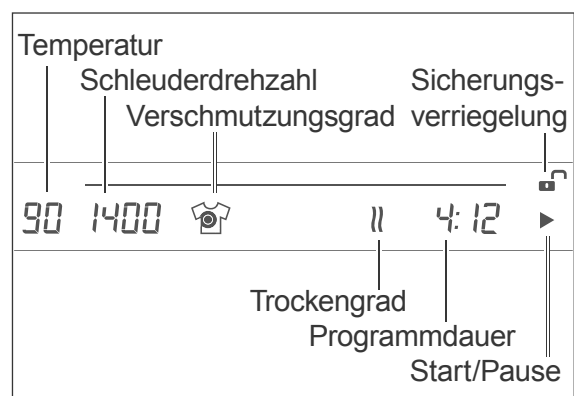 Temperatur
Schleuderdrehzahl Sicherungs-
Verschmutzungsgrad verriegelung
90 1400 4:12
Trockengrad
Programmdauer
Start/Pause